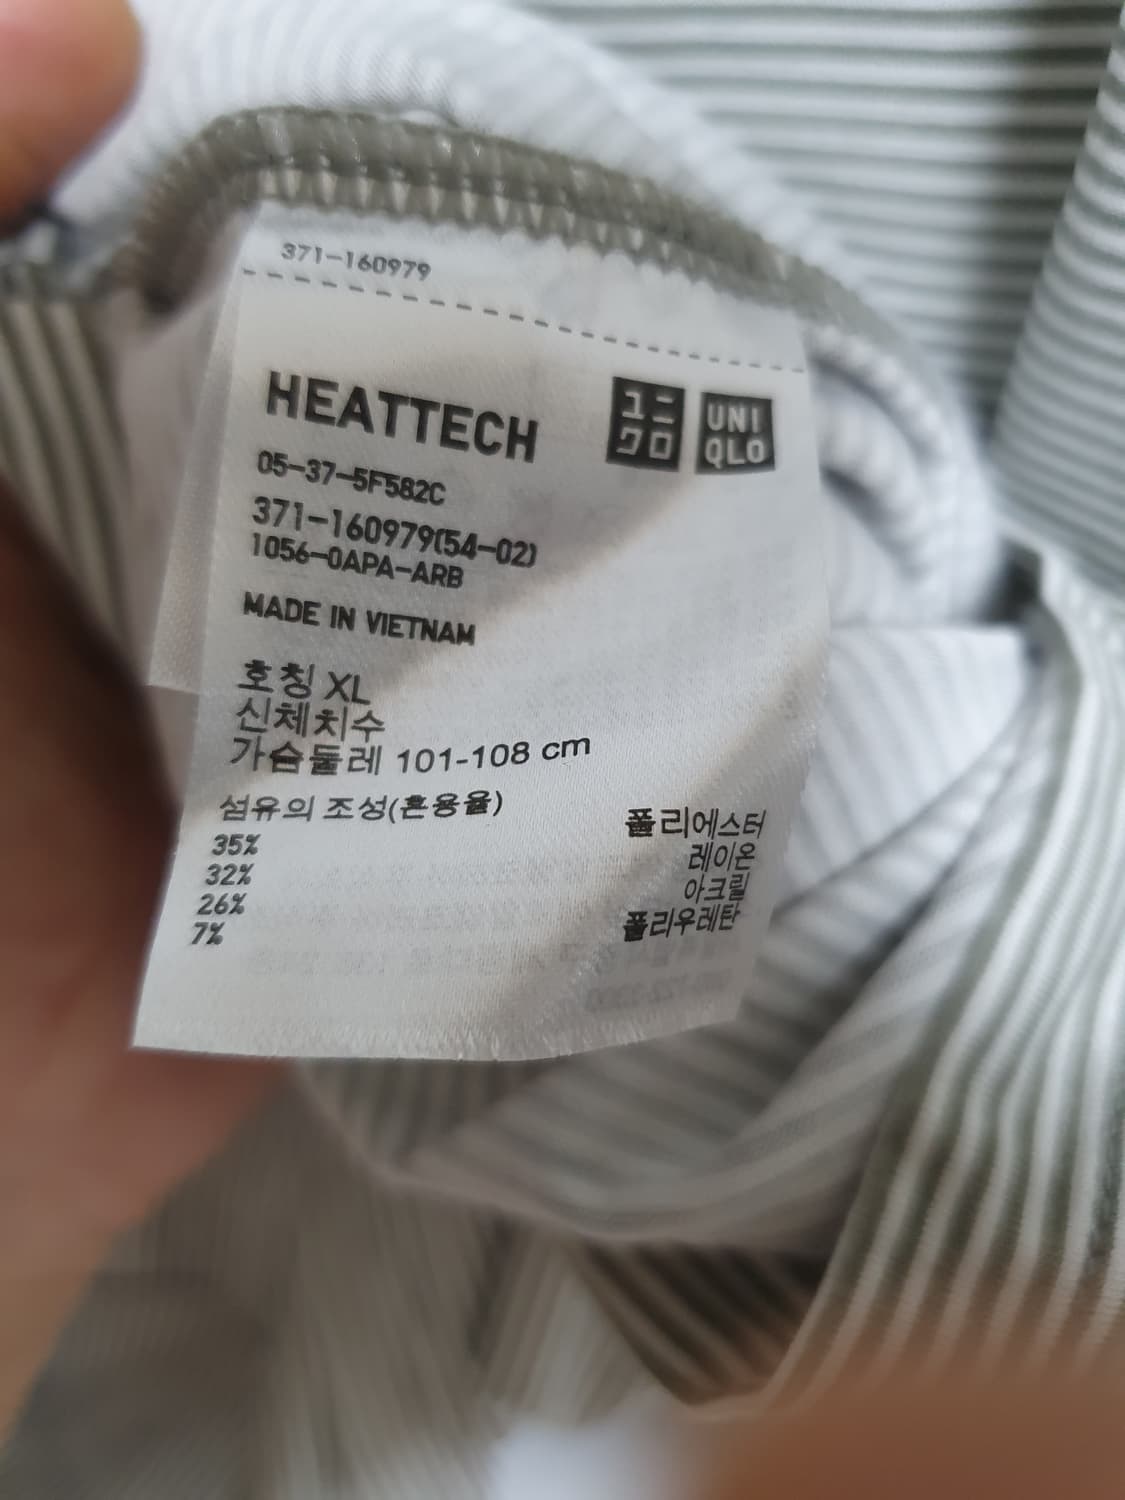 371-160979
HEATTECH
ユニ
クロ
UNI
QLO
05-37-5F582C
371-160979(54-02)
1056-0APA-ARB
MADE IN VIETNAM
호칭 XL
신체치수
가슴둘레 101-108 cm
섬유의 조성(혼용율)
35% 폴리에스터
32% 레이온
26% 아크릴
7% 폴리우레탄